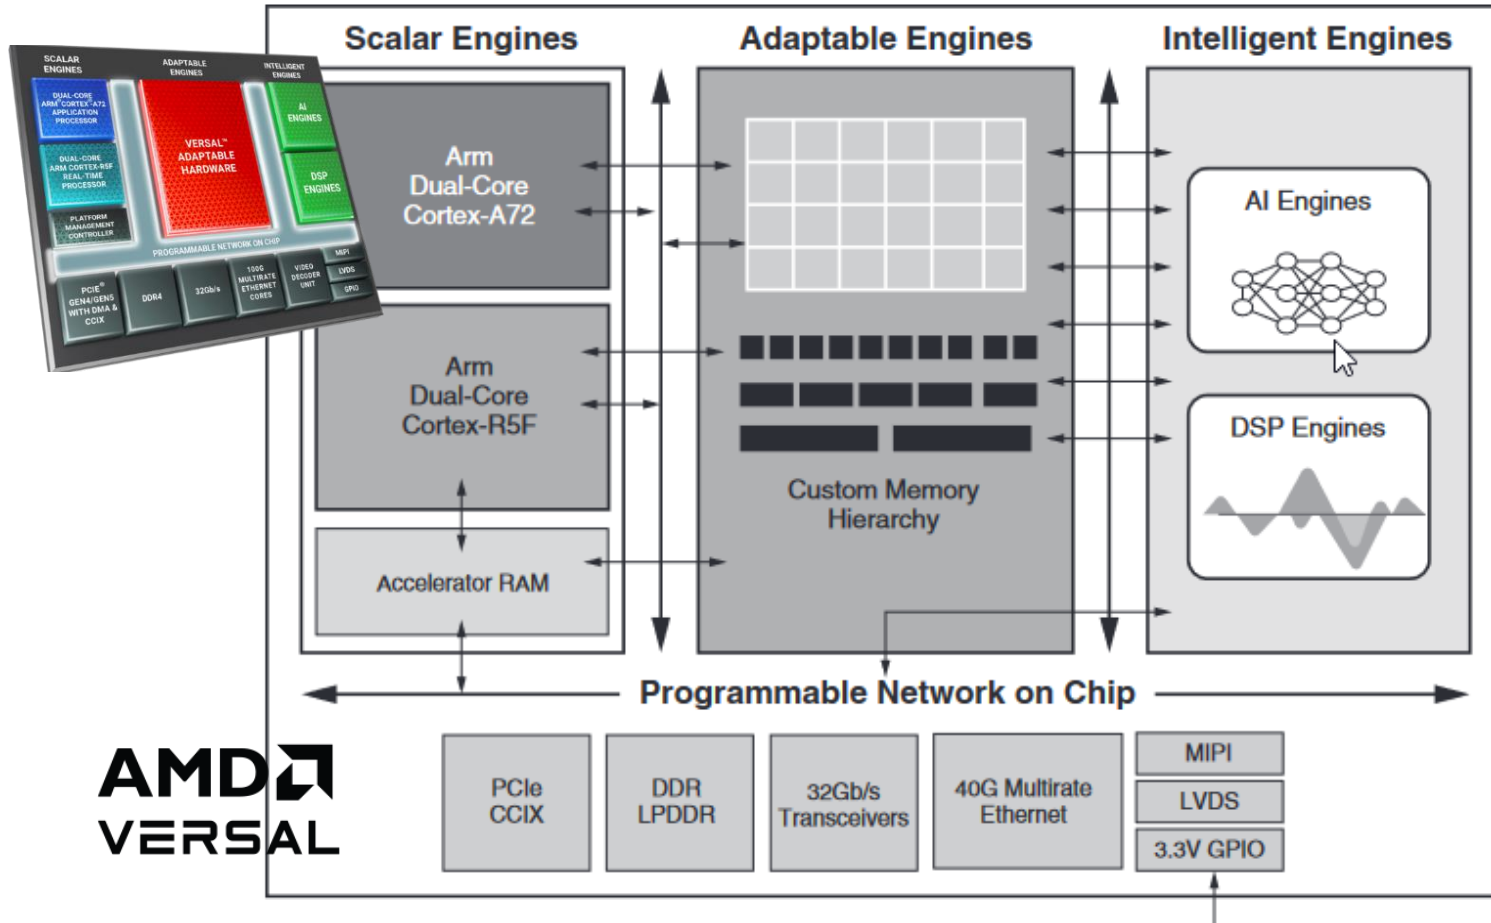 Scalar Engines
Adaptable Engines
Intelligent Engines
SCALAR
ENGINES
ADAPTABLE
ENGINES
INTELLIGENT
ENGINES
DUAL-CORE
ARM® CORTEX®-A72
APPLICATION
PROCESSOR
DUAL-CORE
ARM CORTEX-R5F
REAL-TIME
PROCESSOR
PLATFORM
MANAGEMENT
CONTROLLER
VERSAL™
ADAPTABLE
HARDWARE
AI
ENGINES
DSP
ENGINES
PROGRAMMABLE NETWORK ON CHIP
PCIE®
GEN4/GEN5
WITH DMA &
CCIX
DDR4
32Gb/s
100G
MULTIRATE
ETHERNET
CORES
VIDEO
DECODER
UNIT
MIPI
LVDS
GPIO
Arm
Dual-Core
Cortex-A72
Arm
Dual-Core
Cortex-R5F
Accelerator RAM
Custom Memory
Hierarchy
AI Engines
DSP Engines
Programmable Network on Chip
PCIe
CCIX
DDR
LPDDR
32Gb/s
Transceivers
40G Multirate
Ethernet
MIPI
LVDS
3.3V GPIO
AMD
VERSAL